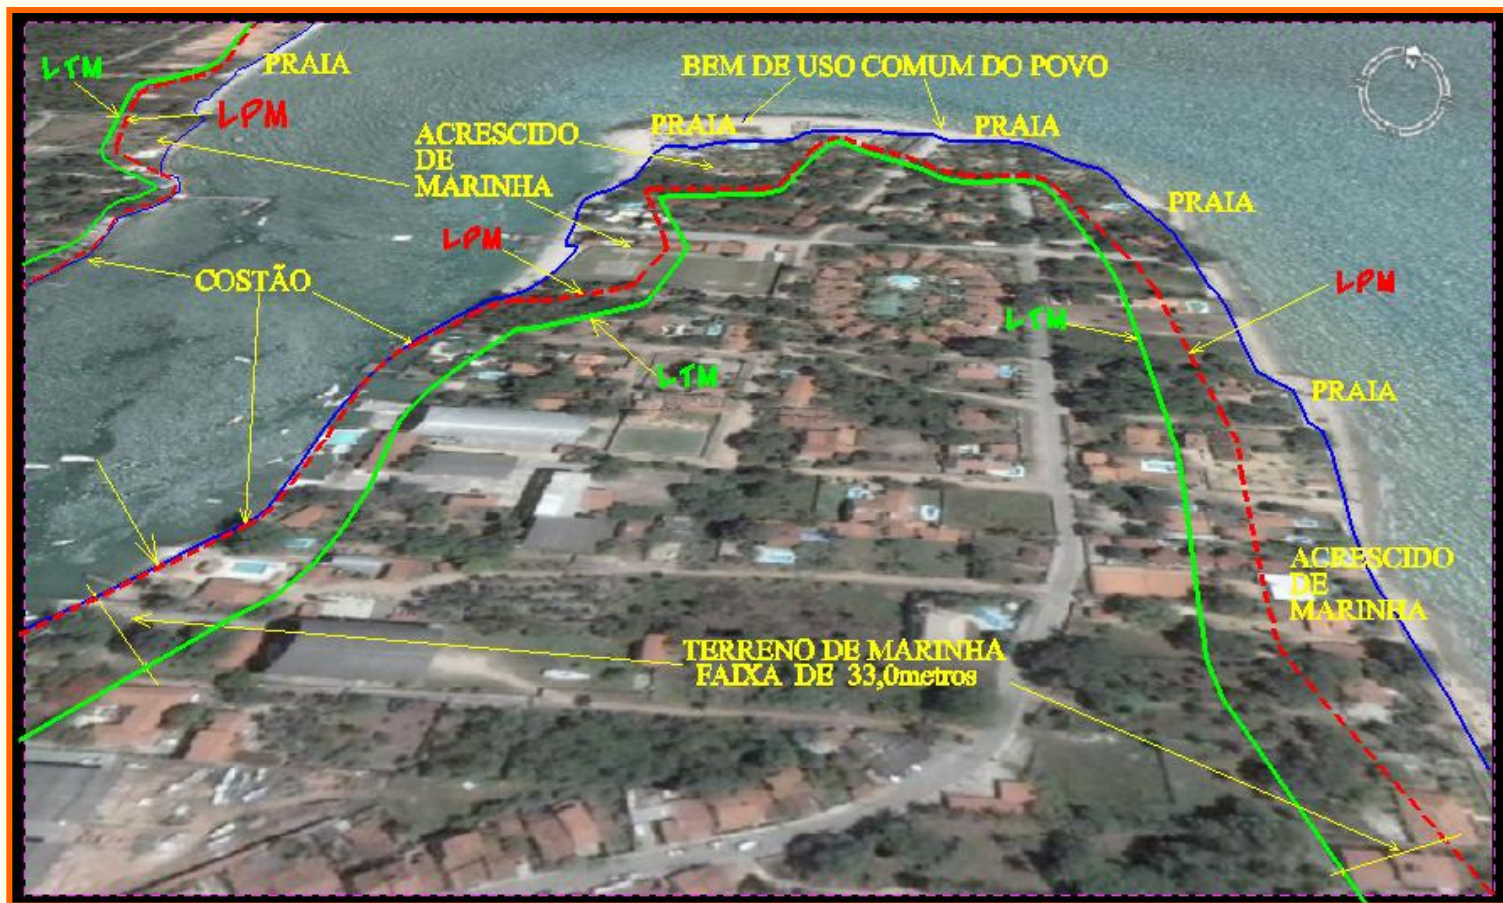 PRAIA
LTM
LPM
BEM DE USO COMUM DO POVO
PRAIA
PRAIA
ACRESCIDO
DE
MARINHA
PRAIA
LPM
COSTÃO
LPM
LTM
LTM
PRAIA
ACRESCIDO
DE
MARINHA
TERRENO DE MARINHA
FAIXA DE 33,0metros